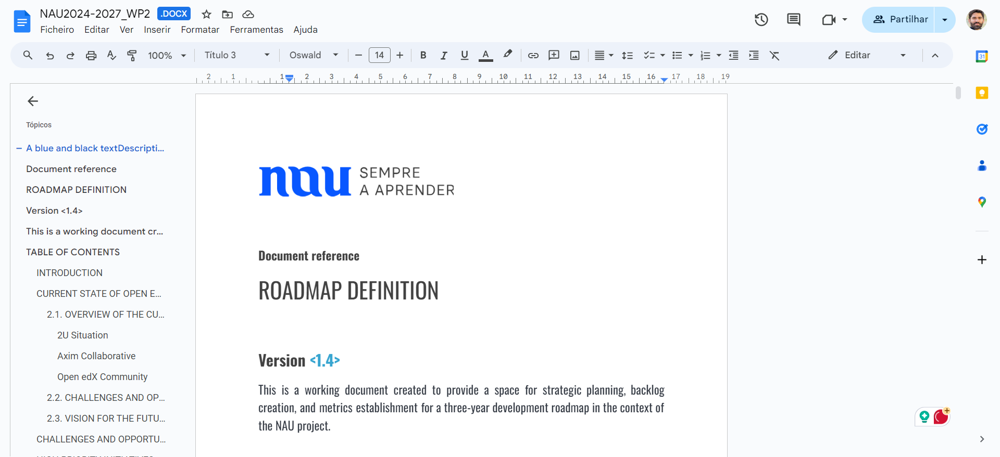 NAU2024-2027_WP2 .DOCX
Ficheiro Editar Ver Inserir Formatar Ferramentas Ajuda
Partilhar
100% Título 3 Oswald 14 B I U A Editar
2 1 1 2 3 4 5 6 7 8 9 10 11 12 13 14 15 16 17 18 19
31
Tópicos
A blue and black textDescripti...
Document reference
ROADMAP DEFINITION
Version <1.4>
This is a working document cr...
TABLE OF CONTENTS
INTRODUCTION
CURRENT STATE OF OPEN E...
2.1. OVERVIEW OF THE CU...
2U Situation
Axim Collaborative
Open edX Community
2.2. CHALLENGES AND OP...
2.3. VISION FOR THE FUTU...
CHALLENGES AND OPPORTU...
nau SEMPRE
A APRENDER
Document reference
ROADMAP DEFINITION
Version <1.4>
This is a working document created to provide a space for strategic planning, backlog
creation, and metrics establishment for a three-year development roadmap in the context of
the NAU project.